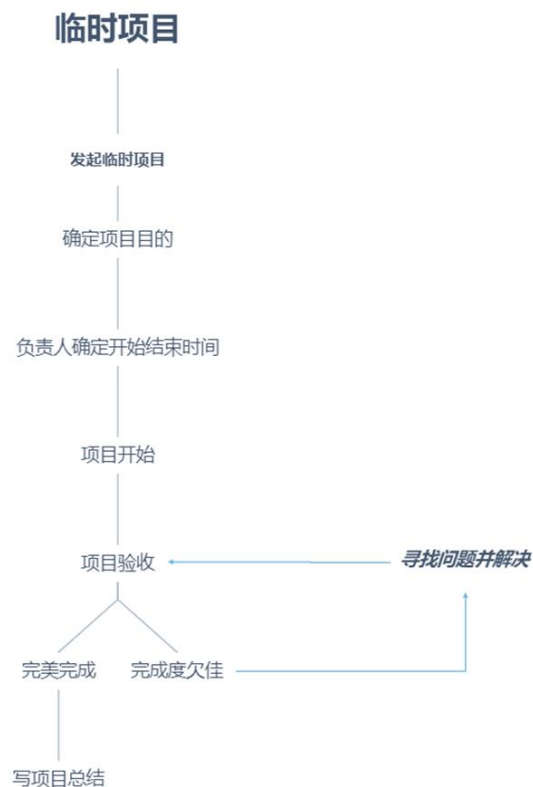 临时项目
发起临时项目
确定项目目的
负责人确定开始结束时间
项目开始
项目验收
寻找问题并解决
完美完成
完成度欠佳
写项目总结